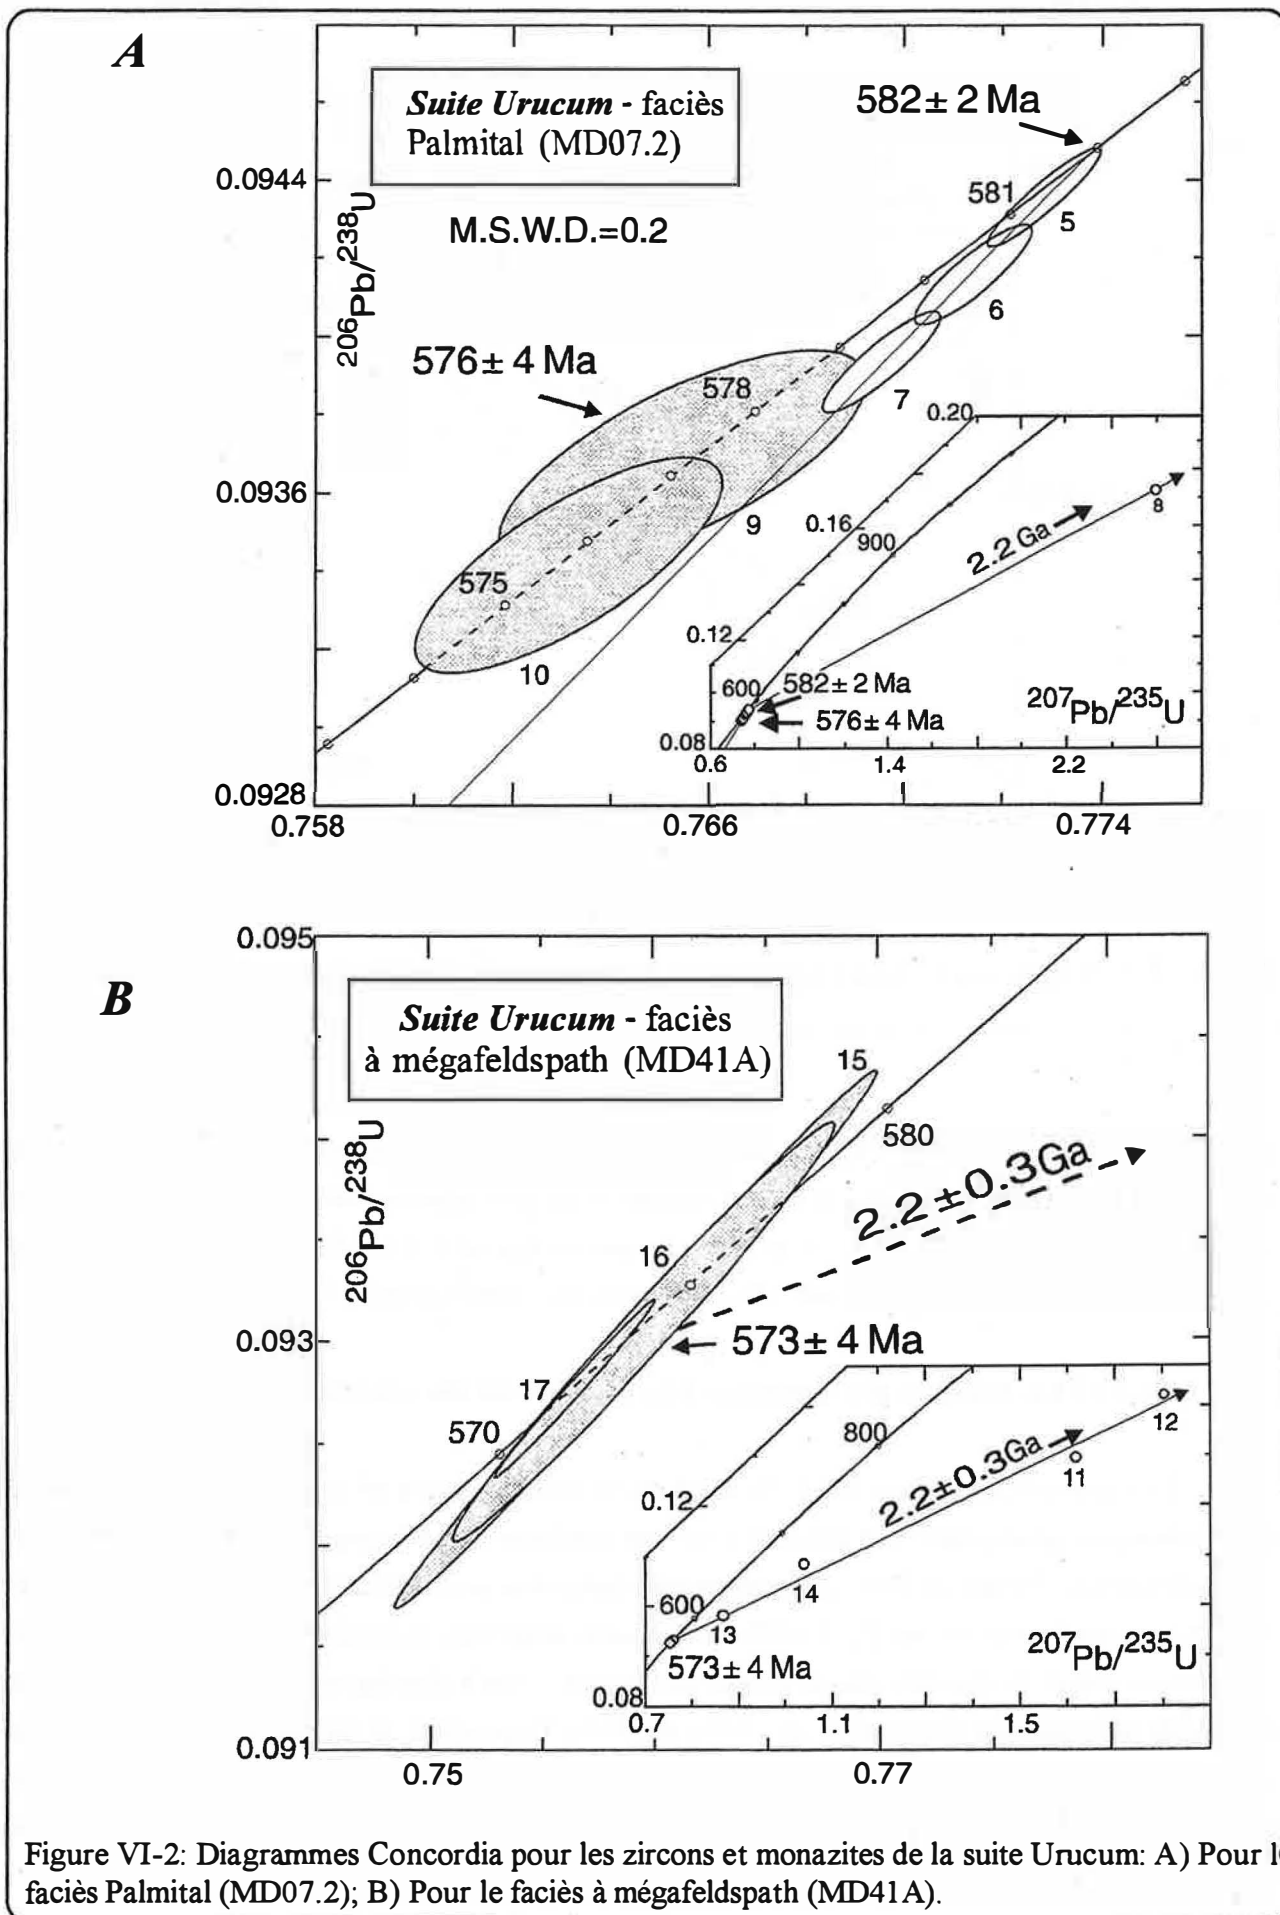 A
Suite Urucum - faciès
Palmital (MD07.2)
M.S.W.D.=0.2
582± 2 Ma
581
5
6
7
576± 4 Ma
578
9
575
10
0.0944
0.0936
0.0928
206Pb/238U
0.758
0.766
0.774
0.20
0.16
900
0.12
600
0.08
2.2 Ga
8
582± 2 Ma
576± 4 Ma
207Pb/235U
0.6
1.4
2.2
B
Suite Urucum - faciès
à mégafeldspath (MD41A)
0.095
0.093
0.091
206Pb/238U
15
580
16
17
570
2.2±0.3Ga
573± 4 Ma
0.75
0.77
800
0.12
600
0.08
2.2±0.3Ga
12
11
14
13
573± 4 Ma
207Pb/235U
0.7
1.1
1.5
Figure VI-2: Diagrammes Concordia pour les zircons et monazites de la suite Urucum: A) Pour
faciès Palmital (MD07.2); B) Pour le faciès à mégafeldspath (MD41A).